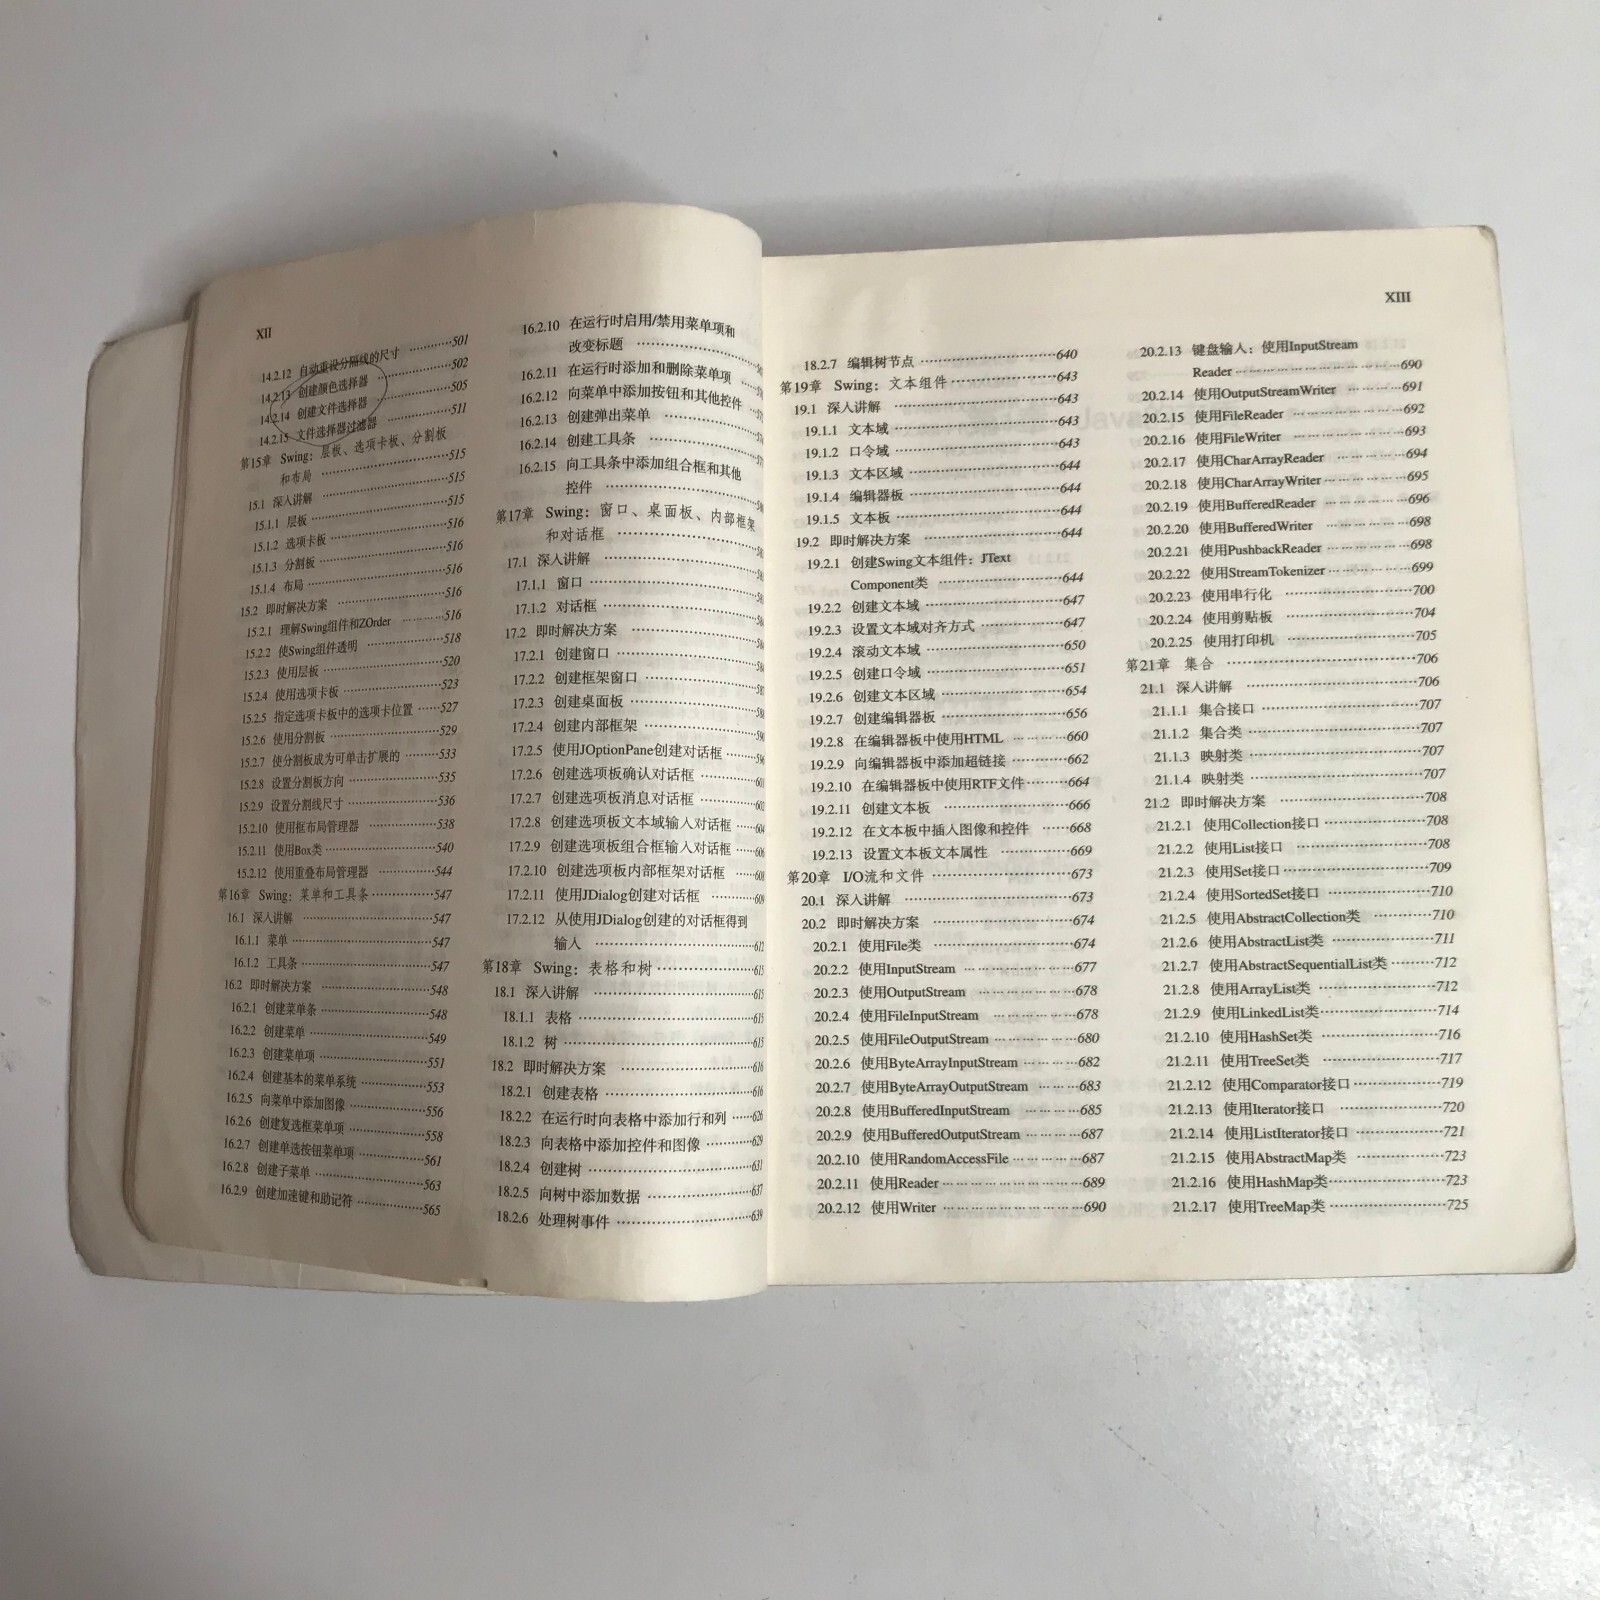 XII
14.2.12 自动重设分隔线的尺寸 …………501
14.2.13 创建颜色选择器 …………502
14.2.14 创建文件选择器 …………505
14.2.15 文件选择器过滤器 …………511
第15章 Swing：层板、选项卡板、分割板
和布局 …………515
15.1 深入讲解 …………515
15.1.1 层板 …………515
15.1.2 选项卡板 …………516
15.1.3 分割板 …………516
15.1.4 布局 …………516
15.2 即时解决方案 …………516
15.2.1 理解Swing组件和ZOrder …………516
15.2.2 使Swing组件透明 …………518
15.2.3 使用层板 …………520
15.2.4 使用选项卡板 …………523
15.2.5 指定选项卡板中的选项卡位置 ……527
15.2.6 使用分割板 …………529
15.2.7 使分割板成为可单击扩展的 ……533
15.2.8 设置分割板方向 …………535
15.2.9 设置分割线尺寸 …………536
15.2.10 使用框布局管理器 …………538
15.2.11 使用Box类 …………540
15.2.12 使用重叠布局管理器 …………544
第16章 Swing：菜单和工具条 …………547
16.1 深入讲解 …………547
16.1.1 菜单 …………547
16.1.2 工具条 …………547
16.2 即时解决方案 …………548
16.2.1 创建菜单条 …………548
16.2.2 创建菜单 …………549
16.2.3 创建菜单项 …………551
16.2.4 创建基本的菜单系统 …………553
16.2.5 向菜单中添加图像 …………556
16.2.6 创建复选框菜单项 …………558
16.2.7 创建单选按钮菜单项 …………561
16.2.8 创建子菜单 …………563
16.2.9 创建加速键和助记符 …………565
16.2.10 在运行时启用/禁用菜单项和
改变标题 …………
16.2.11 在运行时添加和删除菜单项
16.2.12 向菜单中添加按钮和其他控件
16.2.13 创建弹出菜单 …………
16.2.14 创建工具条 …………
16.2.15 向工具条中添加组合框和其他
控件 …………
第17章 Swing：窗口、桌面板、内部框架
和对话框 …………
17.1 深入讲解 …………
17.1.1 窗口 …………
17.1.2 对话框 …………
17.2 即时解决方案 …………
17.2.1 创建窗口 …………
17.2.2 创建框架窗口 …………
17.2.3 创建桌面板 …………
17.2.4 创建内部框架 …………
17.2.5 使用JOptionPane创建对话框 ……
17.2.6 创建选项板确认对话框 …………601
17.2.7 创建选项板消息对话框 …………602
17.2.8 创建选项板文本域输入对话框 ……604
17.2.9 创建选项板组合框输入对话框 ……606
17.2.10 创建选项板内部框架对话框 ……608
17.2.11 使用JDialog创建对话框 …………609
17.2.12 从使用JDialog创建的对话框得到
输入 …………612
第18章 Swing：表格和树 …………615
18.1 深入讲解 …………615
18.1.1 表格 …………615
18.1.2 树 …………615
18.2 即时解决方案 …………616
18.2.1 创建表格 …………616
18.2.2 在运行时向表格中添加行和列 ……626
18.2.3 向表格中添加控件和图像 …………629
18.2.4 创建树 …………631
18.2.5 向树中添加数据 …………637
18.2.6 处理树事件 …………639
XIII
18.2.7 编辑树节点 …………640
第19章 Swing：文本组件 …………643
19.1 深入讲解 …………643
19.1.1 文本域 …………643
19.1.2 口令域 …………643
19.1.3 文本区域 …………644
19.1.4 编辑器板 …………644
19.1.5 文本板 …………644
19.2 即时解决方案 …………644
19.2.1 创建Swing文本组件：JText
Component类 …………644
19.2.2 创建文本域 …………647
19.2.3 设置文本域对齐方式 …………647
19.2.4 滚动文本域 …………650
19.2.5 创建口令域 …………651
19.2.6 创建文本区域 …………654
19.2.7 创建编辑器板 …………656
19.2.8 在编辑器板中使用HTML …………660
19.2.9 向编辑器板中添加超链接 …………662
19.2.10 在编辑器板中使用RTF文件 ……664
19.2.11 创建文本板 …………666
19.2.12 在文本板中插入图像和控件 ……668
19.2.13 设置文本板文本属性 …………669
第20章 I/O流和文件 …………673
20.1 深入讲解 …………673
20.2 即时解决方案 …………674
20.2.1 使用File类 …………674
20.2.2 使用InputStream …………677
20.2.3 使用OutputStream …………678
20.2.4 使用FileInputStream …………678
20.2.5 使用FileOutputStream …………680
20.2.6 使用ByteArrayInputStream …………682
20.2.7 使用ByteArrayOutputStream …………683
20.2.8 使用BufferedInputStream …………685
20.2.9 使用BufferedOutputStream …………687
20.2.10 使用RandomAccessFile …………687
20.2.11 使用Reader …………689
20.2.12 使用Writer …………690
20.2.13 键盘输入：使用InputStream
Reader …………690
20.2.14 使用OutputStreamWriter …………691
20.2.15 使用FileReader …………692
20.2.16 使用FileWriter …………693
20.2.17 使用CharArrayReader …………694
20.2.18 使用CharArrayWriter …………695
20.2.19 使用BufferedReader …………696
20.2.20 使用BufferedWriter …………698
20.2.21 使用PushbackReader …………698
20.2.22 使用StreamTokenizer …………699
20.2.23 使用串行化 …………700
20.2.24 使用剪贴板 …………704
20.2.25 使用打印机 …………705
第21章 集合 …………706
21.1 深入讲解 …………706
21.1.1 集合接口 …………707
21.1.2 集合类 …………707
21.1.3 映射类 …………707
21.1.4 映射类 …………707
21.2 即时解决方案 …………708
21.2.1 使用Collection接口 …………708
21.2.2 使用List接口 …………708
21.2.3 使用Set接口 …………709
21.2.4 使用SortedSet接口 …………710
21.2.5 使用AbstractCollection类 …………710
21.2.6 使用AbstractList类 …………711
21.2.7 使用AbstractSequentialList类 ………712
21.2.8 使用ArrayList类 …………712
21.2.9 使用LinkedList类 …………714
21.2.10 使用HashSet类 …………716
21.2.11 使用TreeSet类 …………717
21.2.12 使用Comparator接口 …………719
21.2.13 使用Iterator接口 …………720
21.2.14 使用ListIterator接口 …………721
21.2.15 使用AbstractMap类 …………723
21.2.16 使用HashMap类 …………723
21.2.17 使用TreeMap类 …………725